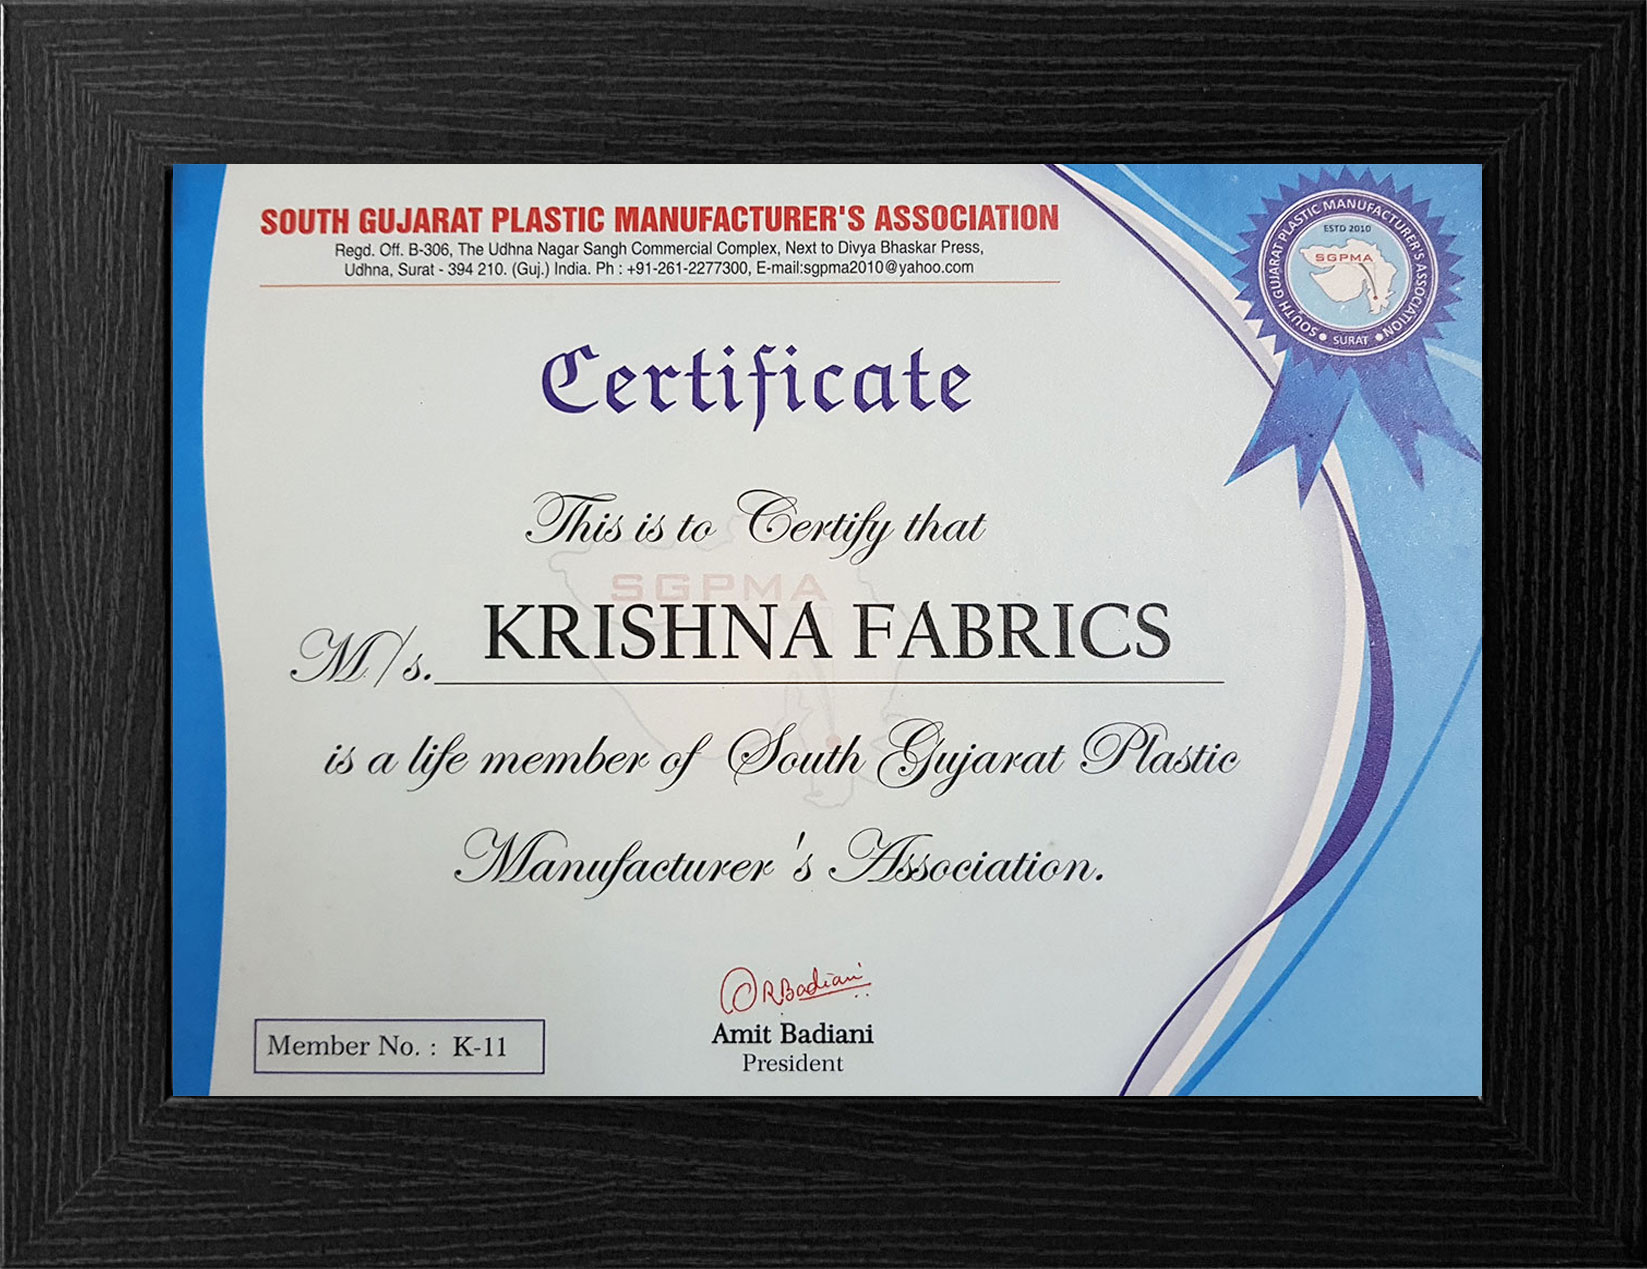 SOUTH GUJARAT PLASTIC MANUFACTURER'S ASSOCIATION
Regd. Off. B-306, The Udhna Nagar Sangh Commercial Complex, Next to Divya Bhaskar Press,
Udhna, Surat - 394 210. (Guj.) India. Ph : +91-261-2277300, E-mail:sgpma2010@yahoo.com
SOUTH GUJARAT PLASTIC MANUFACTURER'S ASSOCIATION
ESTD 2010
SGPMA
SURAT
Certificate
This is to Certify that
SGPMA
M/s. KRISHNA FABRICS
is a life member of South Gujarat Plastic
Manufacturer 's Association.
RBadiani
Amit Badiani
President
Member No. : K-11